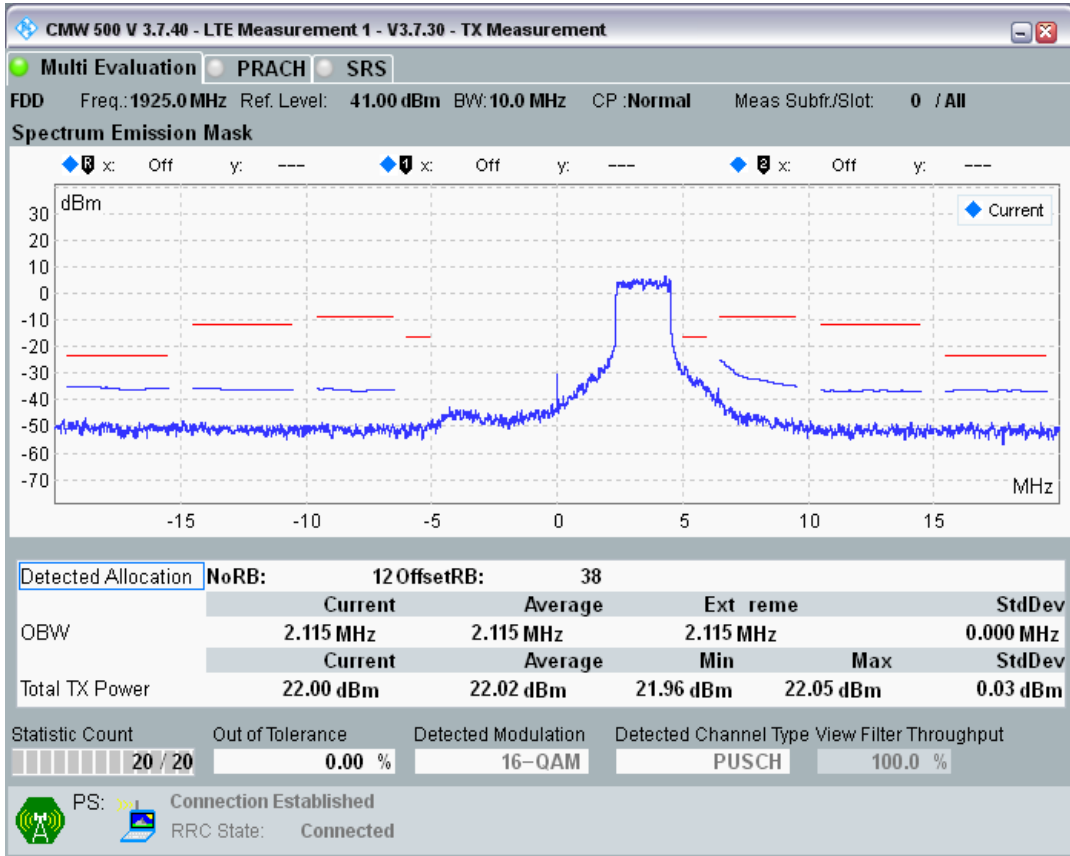 CMW 500 V 3.7.40 - LTE Measurement 1 - V3.7.30 - TX Measurement
Multi Evaluation PRACH SRS
FDD Freq.: 1925.0 MHz Ref. Level: 41.00 dBm BW: 10.0 MHz CP :Normal Meas Subfr./Slot: 0 / All
Spectrum Emission Mask
R x: Off y: --- 1 x: Off y: --- 2 x: Off y: ---
dBm
Current
30
20
10
0
-10
-20
-30
-40
-50
-60
-70
MHz
-15 -10 -5 0 5 10 15
Detected Allocation NoRB: 12 OffsetRB: 38
Current Average Ext reme StdDev
OBW 2.115 MHz 2.115 MHz 2.115 MHz 0.000 MHz
Current Average Min Max StdDev
Total TX Power 22.00 dBm 22.02 dBm 21.96 dBm 22.05 dBm 0.03 dBm
Statistic Count Out of Tolerance Detected Modulation Detected Channel Type View Filter Throughput
20 / 20 0.00 % 16-QAM PUSCH 100.0 %
PS: Connection Established
RRC State: Connected